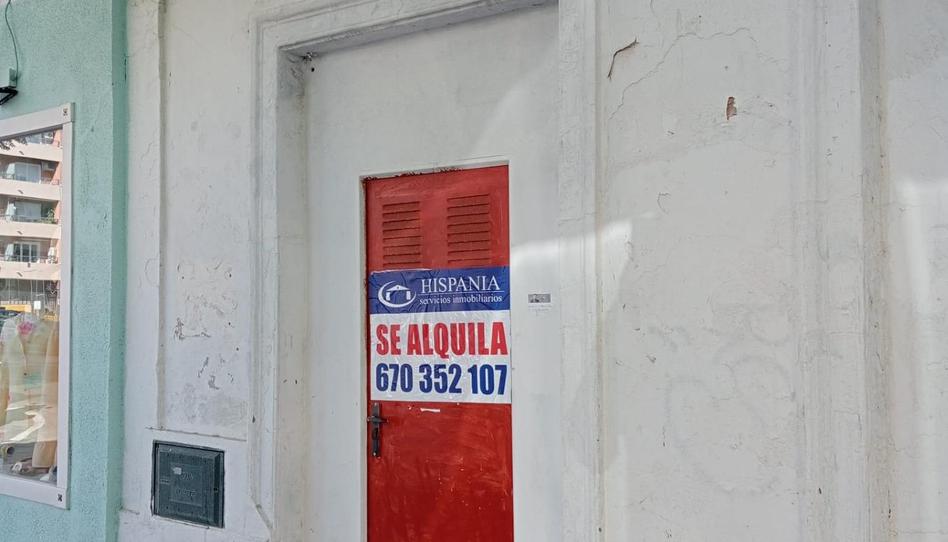 HISPANIA
servicios inmobiliarios
SE ALQUILA
670 352 107